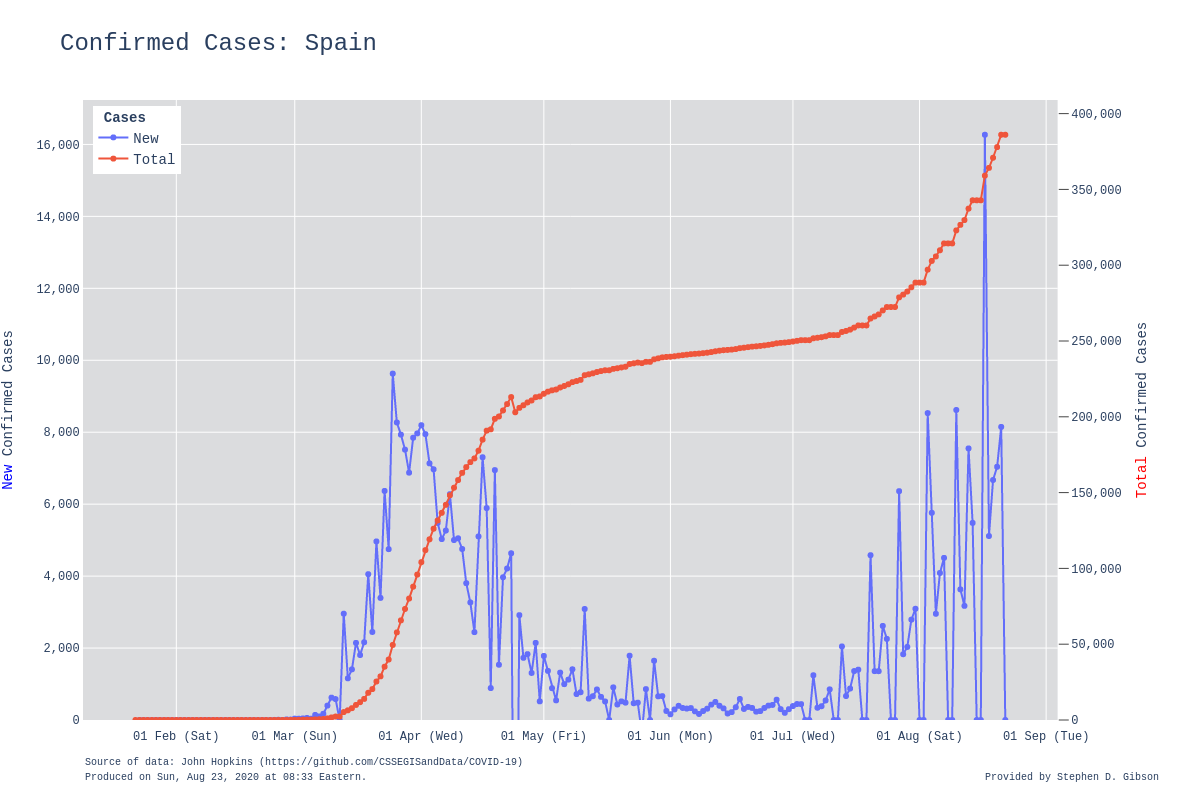 Confirmed Cases: Spain
Cases
New
Total
16,000
14,000
12,000
10,000
8,000
6,000
4,000
2,000
0
New Confirmed Cases
400,000
350,000
300,000
250,000
200,000
150,000
100,000
50,000
0
Total Confirmed Cases
01 Feb (Sat) 01 Mar (Sun) 01 Apr (Wed) 01 May (Fri) 01 Jun (Mon) 01 Jul (Wed) 01 Aug (Sat) 01 Sep (Tue)
Source of data: John Hopkins (https://github.com/CSSEGISandData/COVID-19)
Produced on Sun, Aug 23, 2020 at 08:33 Eastern.
Provided by Stephen D. Gibson